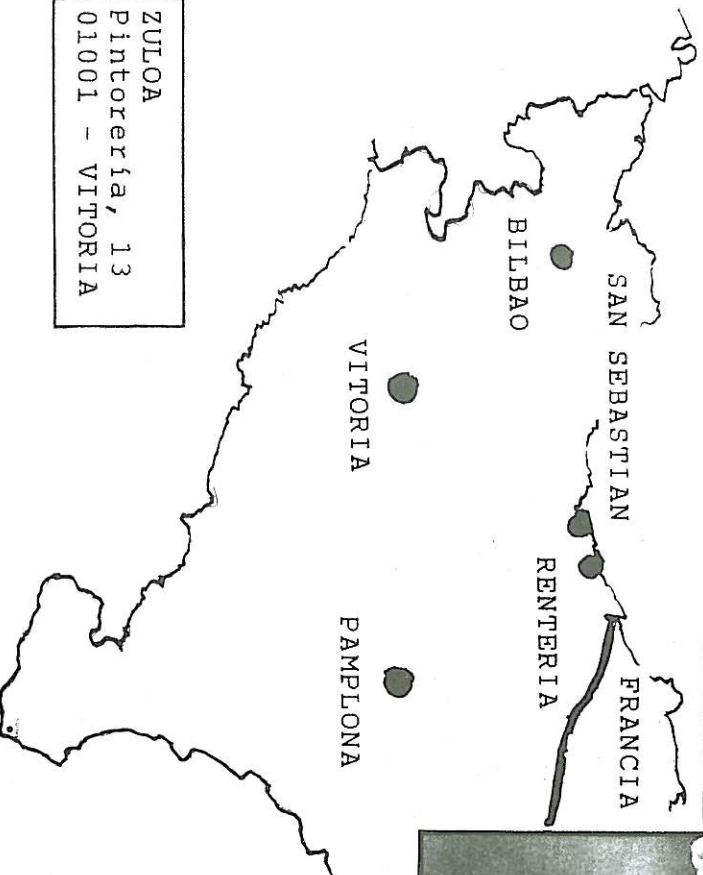 SAN SEBASTIAN
FRANCIA
BILBAO
RENTERIA
VITORIA
PAMPLONA
ZULOA
Pintorería, 13
01001 - VITORIA